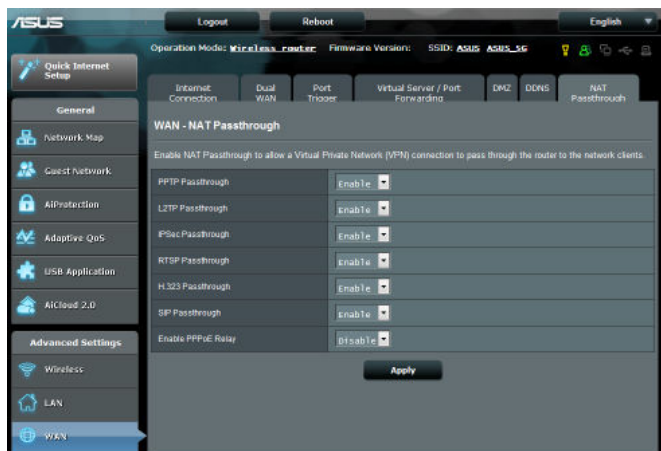 ASUS
Logout
Reboot
English
Operation Mode: Wireless router Firmware Version: SSID: ASUS ASUS_5G
Quick Internet
Setup
Internet
Connection
Dual
WAN
Port
Trigger
Virtual Server / Port
Forwarding
DMZ
DDNS
NAT
Passthrough
General
Network Map
Guest Network
AiProtection
Adaptive QoS
USB Application
AiCloud 2.0
Advanced Settings
Wireless
LAN
WAN
WAN - NAT Passthrough
Enable NAT Passthrough to allow a Virtual Private Network (VPN) connection to pass through the router to the network clients.
PPTP Passthrough Enable
L2TP Passthrough Enable
IPSec Passthrough Enable
RTSP Passthrough Enable
H.323 Passthrough Enable
SIP Passthrough Enable
Enable PPPoE Relay Disable
Apply